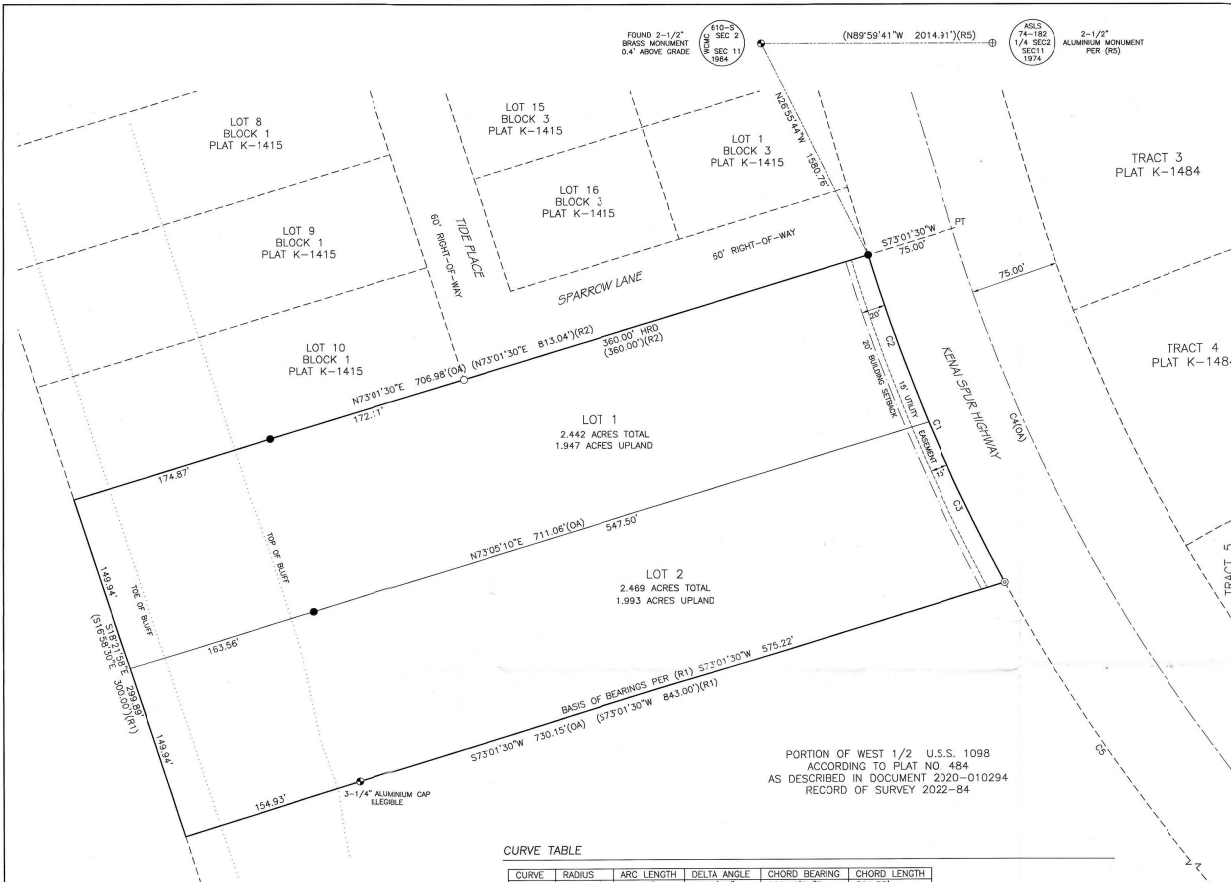 FOUND 2-1/2"
BRASS MONUMENT
0.4' ABOVE GRADE
610-S
SEC 2
WCMC
SEC 11
1964
(N89°59'41"W 2014.91')(R5)
ASLS
74-182
1/4 SEC2
SEC11
1974
2-1/2"
ALUMINIUM MONUMENT
PER (R5)
LOT 8
BLOCK 1
PLAT K-1415
LOT 15
BLOCK 3
PLAT K-1415
LOT 1
BLOCK 3
PLAT K-1415
N26°55'44"W 1580.76'
TRACT 3
PLAT K-1484
LOT 16
BLOCK 3
PLAT K-1415
LOT 9
BLOCK 1
PLAT K-1415
60' RIGHT-OF-WAY
TIDE PLACE
60' RIGHT-OF-WAY
SPARROW LANE
S73°01'30"W
75.00'
PT
75.00'
LOT 10
BLOCK 1
PLAT K-1415
N73°01'30"E 706.98'(OA) (N73°01'30"E 813.04')(R2)
360.00' HRD
(360.00')(R2)
172.11'
174.87'
20'
C2
20' BUILDING SETBACK
15' UTILITY EASEMENT
15'
C1
C3
KENAI SPUR HIGHWAY
C4(OA)
TRACT 4
PLAT K-1484
TRACT 5
LOT 1
2.442 ACRES TOTAL
1.947 ACRES UPLAND
TOP OF BLUFF
TOE OF BLUFF
149.94'
S18°21'58"E 299.89'
(S16°58'30"E 300.00')(R1)
149.94'
N73°05'10"E 711.06'(OA)
547.50'
163.56'
LOT 2
2.469 ACRES TOTAL
1.993 ACRES UPLAND
BASIS OF BEARINGS PER (R1) S73°01'30"W 575.22'
S73°01'30"W 730.15'(OA) (S73°01'30"W 843.00')(R1)
154.93'
3-1/4" ALUMINIUM CAP
ILLEGIBLE
C5
PORTION OF WEST 1/2 U.S.S. 1098
ACCORDING TO PLAT NO 484
AS DESCRIBED IN DOCUMENT 2020-010294
RECORD OF SURVEY 2022-84
CURVE TABLE
CURVE RADIUS ARC LENGTH DELTA ANGLE CHORD BEARING CHORD LENGTH